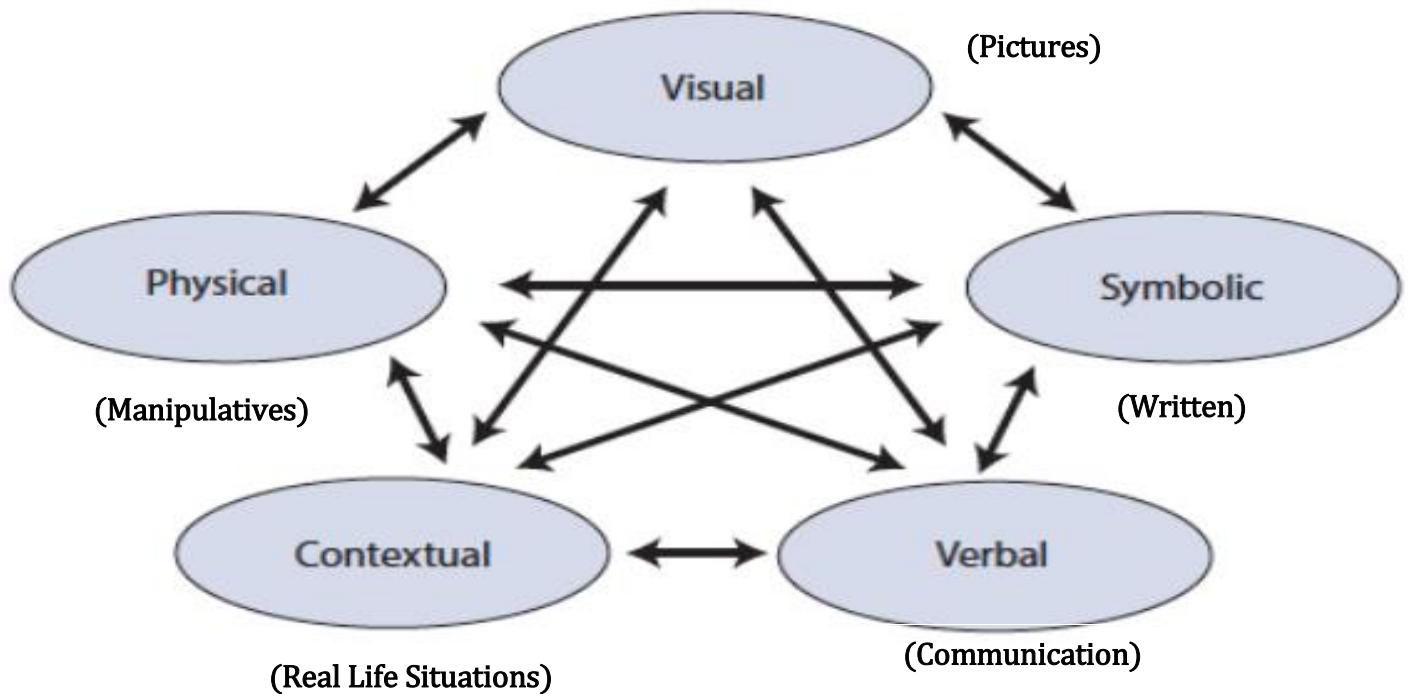 Visual
(Pictures)
Physical
(Manipulatives)
Symbolic
(Written)
Contextual
(Real Life Situations)
Verbal
(Communication)